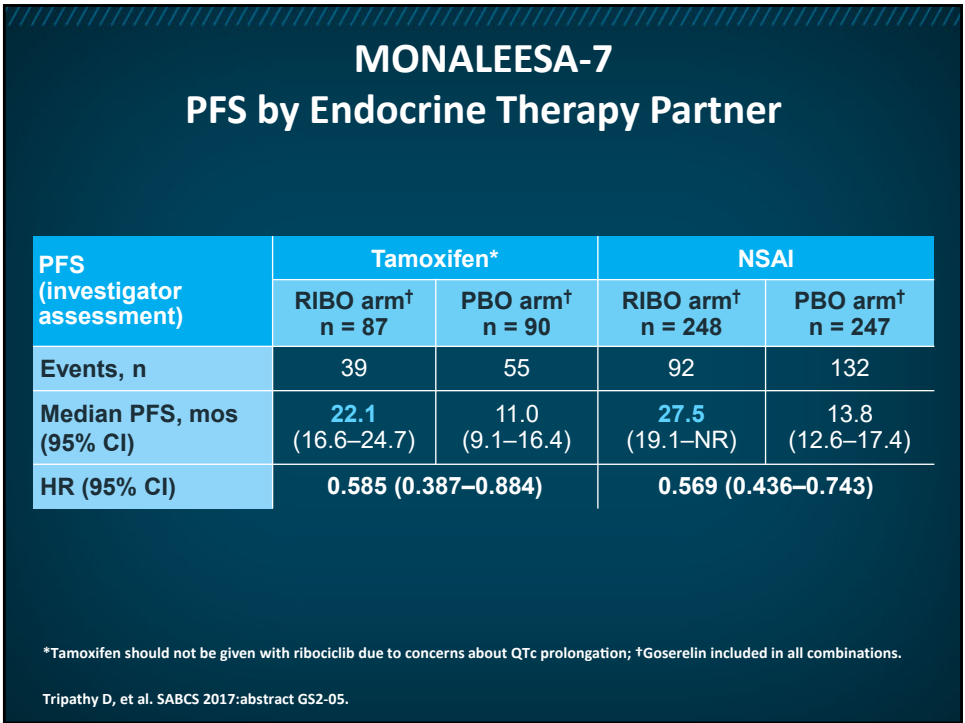 MONALEESA-7
PFS by Endocrine Therapy Partner
PFS
(investigator
assessment)
Tamoxifen*
NSAI
RIBO arm†
n = 87
PBO arm†
n = 90
RIBO arm†
n = 248
PBO arm†
n = 247
Events, n
39
55
92
132
Median PFS, mos
(95% CI)
22.1
(16.6–24.7)
11.0
(9.1–16.4)
27.5
(19.1–NR)
13.8
(12.6–17.4)
HR (95% CI)
0.585 (0.387–0.884)
0.569 (0.436–0.743)
*Tamoxifen should not be given with ribociclib due to concerns about QTc prolongation; †Goserelin included in all combinations.
Tripathy D, et al. SABCS 2017:abstract GS2-05.